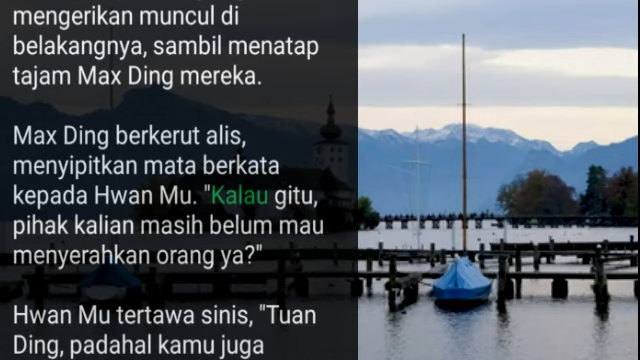 mengerikan muncul di
belakangnya, sambil menatap
tajam Max Ding mereka.
Max Ding berkerut alis,
menyipitkan mata berkata
kepada Hwan Mu. "Kalau gitu,
pihak kalian masih belum mau
menyerahkan orang ya?"
Hwan Mu tertawa sinis, "Tuan
Ding, padahal kamu juga